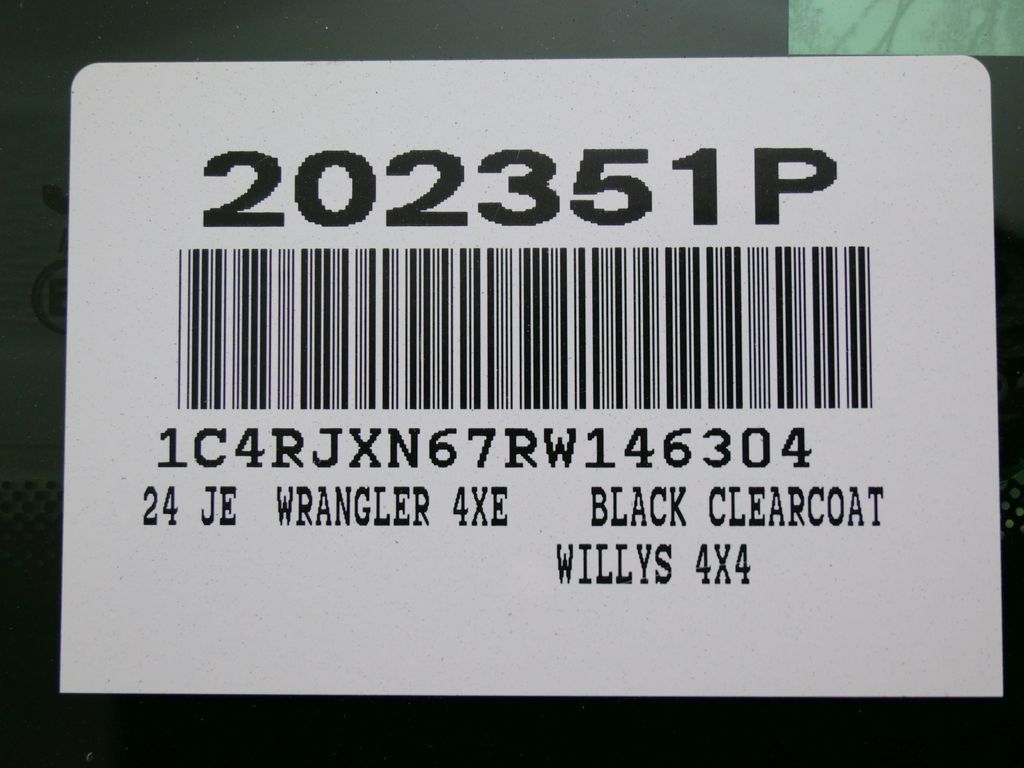 202351P
1C4RJXN67RW146304
24 JE WRANGLER 4XE BLACK CLEARCOAT
WILLYS 4X4